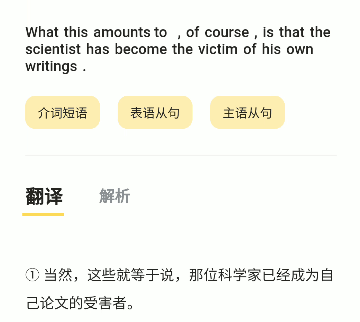 What this amounts to , of course , is that the
scientist has become the victim of his own
writings .
介词短语 表语从句 主语从句
翻译 解析
① 当然，这些就等于说，那位科学家已经成为自
己论文的受害者。